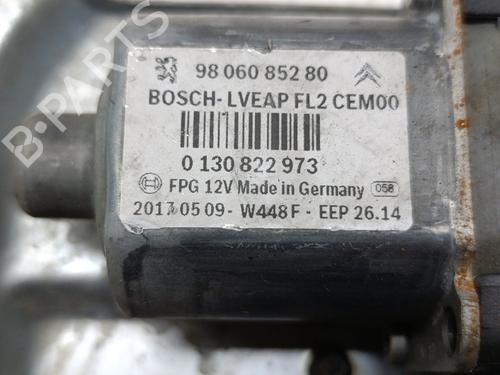 98 060 852 80
BOSCH-LVEAP FL2 CEM00
0 130 822 973
BOSCH FPG 12V Made in Germany 058
2017 05 09- W448F - EEP 26.14
B-PARTS